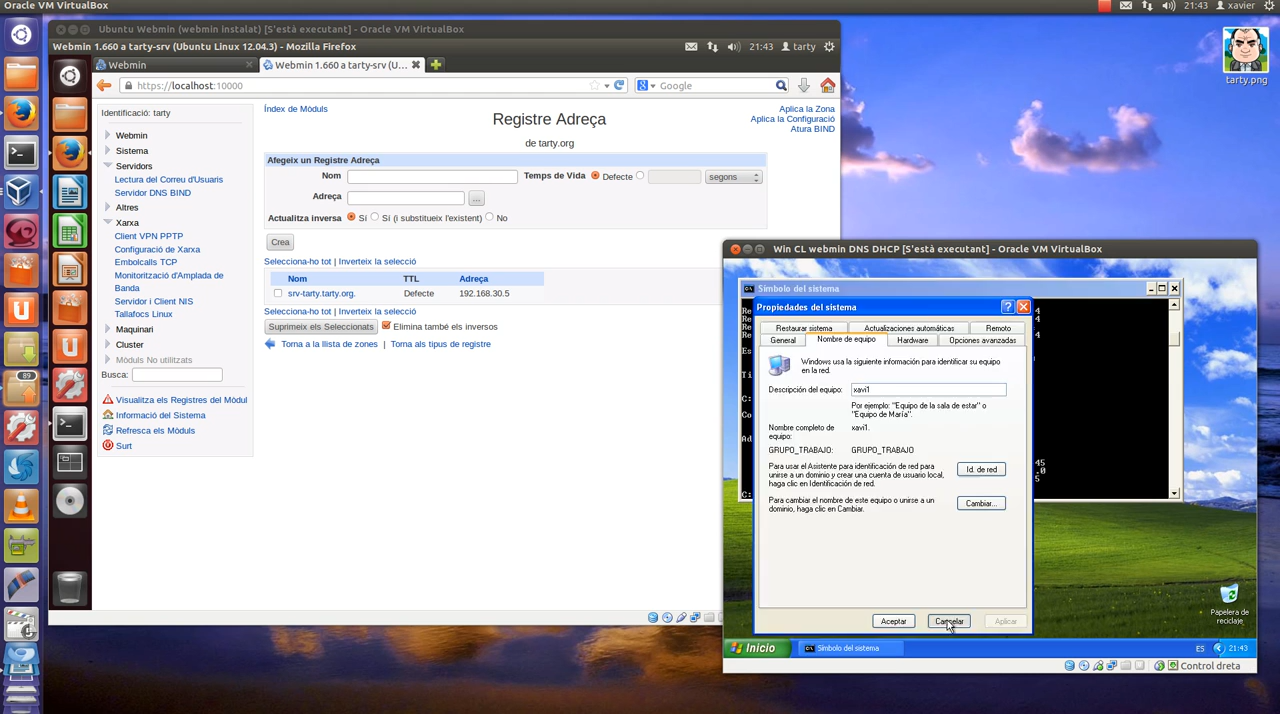 Oracle VM VirtualBox
21:43 xavier
Ubuntu Webmin (webmin instalat) [S'està executant] - Oracle VM VirtualBox
Webmin 1.660 a tarty-srv (Ubuntu Linux 12.04.3) - Mozilla Firefox
21:43 tarty
Webmin
Webmin 1.660 a tarty-srv (U...
https://localhost:10000
Google
Identificació: tarty
Webmin
Sistema
Servidors
Lectura del Correu d'Usuaris
Servidor DNS BIND
Altres
Xarxa
Client VPN PPTP
Configuració de Xarxa
Embolcalls TCP
Monitorització d'Amplada de
Banda
Servidor i Client NIS
Tallafocs Linux
Maquinari
Cluster
Mòduls No utilitzats
Busca:
Visualitza els Registres del Mòdul
Informació del Sistema
Refresca els Mòduls
Surt
Índex de Mòduls
Registre Adreça
de tarty.org
Aplica la Zona
Aplica la Configuració
Atura BIND
Afegeix un Registre Adreça
Nom
Temps de Vida Defecte segons
Adreça ...
Actualitza inversa Sí Sí (i substitueix l'existent) No
Crea
Selecciona-ho tot | Inverteix la selecció
Nom TTL Adreça
srv-tarty.tarty.org. Defecte 192.168.30.5
Selecciona-ho tot | Inverteix la selecció
Suprimeix els Seleccionats Elimina també els inversos
Torna a la llista de zones | Torna als tipus de registre
89
tarty.png
Win CL webmin DNS DHCP [S'està executant] - Oracle VM VirtualBox
Símbolo del sistema
Propiedades del sistema
Restaurar sistema Actualizaciones automáticas Remoto
General Nombre de equipo Hardware Opciones avanzadas
Windows usa la siguiente información para identificar su equipo
en la red.
Descripción del equipo: xavi1
Por ejemplo: "Equipo de la sala de estar" o
"Equipo de María".
Nombre completo de
equipo:
xavi1.
GRUPO_TRABAJO: GRUPO_TRABAJO
Para usar el Asistente para identificación de red para
unirse a un dominio y crear una cuenta de usuario local,
haga clic en Identificación de red.
Id. de red
Para cambiar el nombre de este equipo o unirse a un
dominio, haga clic en Cambiar.
Cambiar...
Aceptar Cancelar Aplicar
Papelera de
reciclaje
Inicio Símbolo del sistema ES 21:43
Control dreta